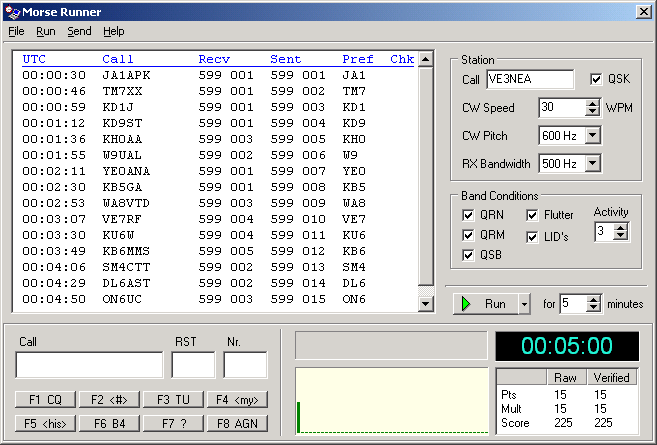 Morse Runner
File Run Send Help
UTC Call Recv Sent Pref Chk
00:00:30 JA1APK 599 001 599 001 JA1
00:00:46 TM7XX 599 001 599 002 TM7
00:00:59 KD1J 599 001 599 003 KD1
00:01:12 KD9ST 599 001 599 004 KD9
00:01:36 KH0AA 599 003 599 005 KH0
00:01:55 W9UAL 599 002 599 006 W9
00:02:11 YE0ANA 599 001 599 007 YE0
00:02:30 KB5GA 599 001 599 008 KB5
00:02:53 WA8VTD 599 003 599 009 WA8
00:03:07 VE7RF 599 004 599 010 VE7
00:03:30 KU6W 599 004 599 011 KU6
00:03:49 KB6MMS 599 005 599 012 KB6
00:04:06 SM4CTT 599 002 599 013 SM4
00:04:29 DL6AST 599 002 599 014 DL6
00:04:50 ON6UC 599 003 599 015 ON6
Station
Call VE3NEA QSK
CW Speed 30 WPM
CW Pitch 600 Hz
RX Bandwidth 500 Hz
Band Conditions
QRN Flutter Activity
QRM LID's 3
QSB
Run for 5 minutes
Call RST Nr.
F1 CQ F2 <#> F3 TU F4 <my>
F5 <his> F6 B4 F7 ? F8 AGN
00:05:00
Raw Verified
Pts 15 15
Mult 15 15
Score 225 225